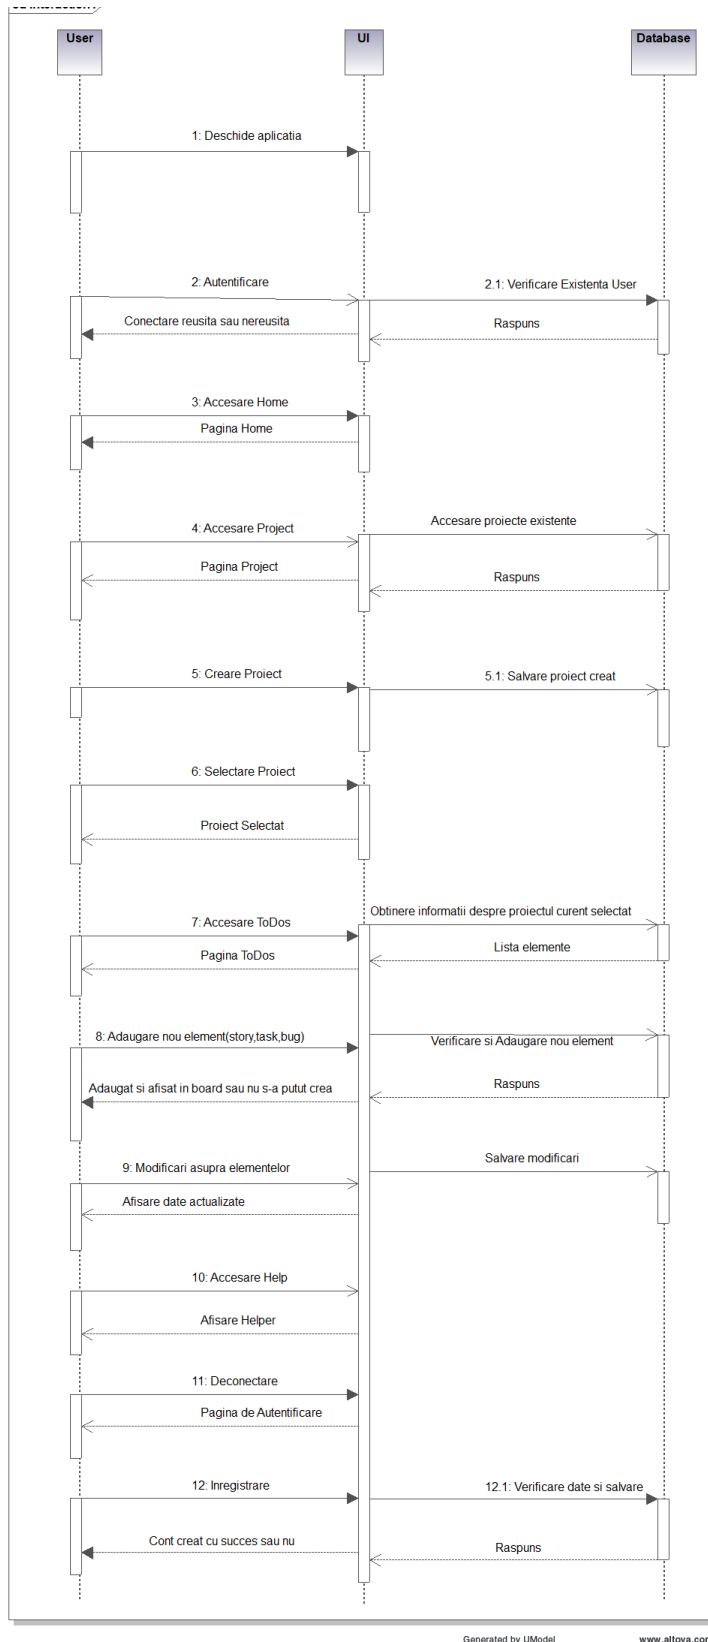 User
UI
Database
1: Deschide aplicatia
2: Autentificare
2.1: Verificare Existenta User
Conectare reusita sau nereusita
Raspuns
3: Accesare Home
Pagina Home
Accesare proiecte existente
4: Accesare Project
Pagina Project
Raspuns
5: Creare Proiect
5.1: Salvare proiect creat
6: Selectare Proiect
Proiect Selectat
Obtinere informatii despre proiectul curent selectat
7: Accesare ToDos
Lista elemente
Pagina ToDos
8: Adaugare nou element(story,task,bug)
Verificare si Adaugare nou element
Adaugat si afisat in board sau nu s-a putut crea
Raspuns
Salvare modificari
9: Modificari asupra elementelor
Afisare date actualizate
10: Accesare Help
Afisare Helper
11: Deconectare
Pagina de Autentificare
12: Inregistrare
12.1: Verificare date si salvare
Cont creat cu succes sau nu
Raspuns
Generated by UModel
www.altova.com